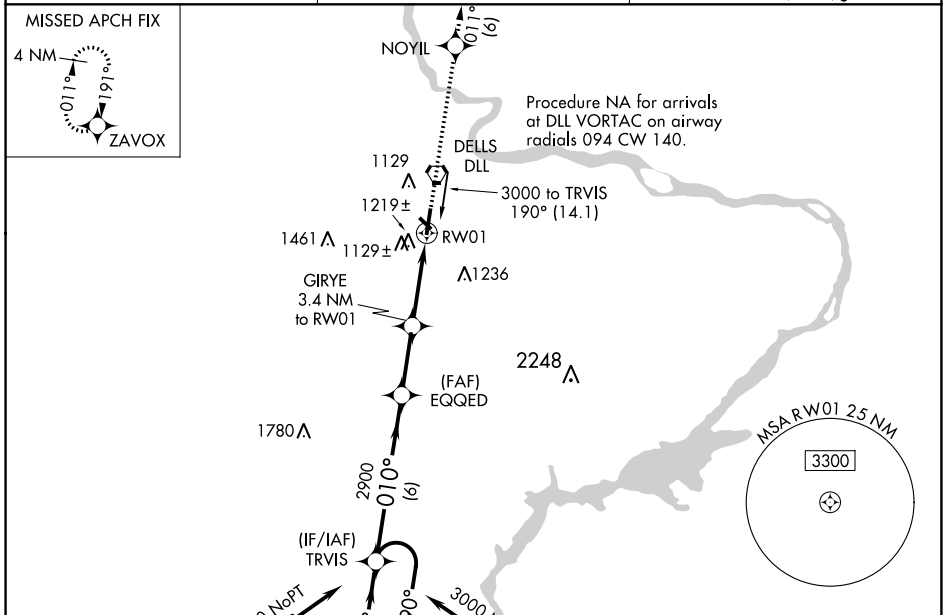 MISSED APCH FIX
4 NM
011°
191°
ZAVOX
011°
(6)
NOYIL
Procedure NA for arrivals
at DLL VORTAC on airway
radials 094 CW 140.
DELLS
DLL
1129
3000 to TRVIS
190° (14.1)
1219±
1461
1129±
RW01
1236
GIRYE
3.4 NM
to RW01
2248
(FAF)
EQQED
1780
MSA RW01 25 NM
3300
2900
010°
(6)
(IF/IAF)
TRVIS
NoPT
3000